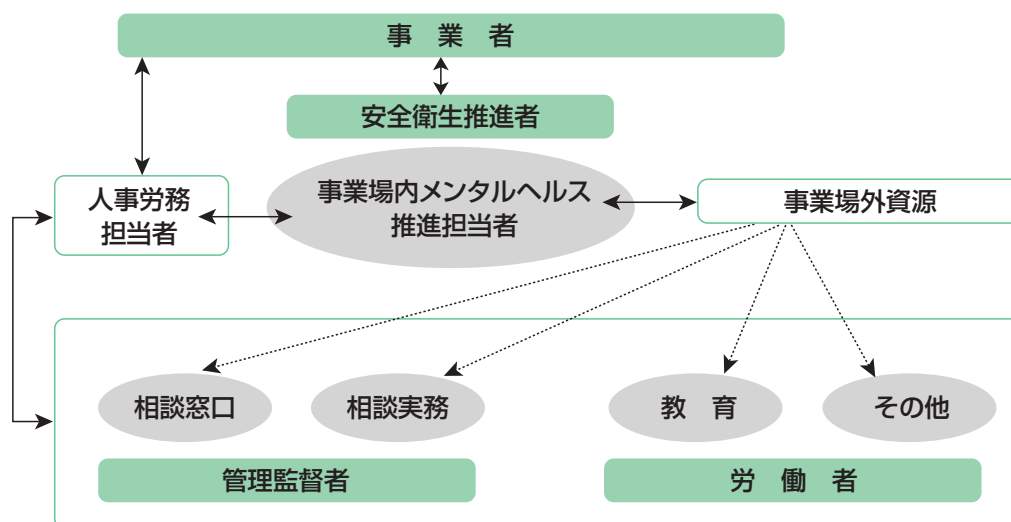 事　業　者
安全衛生推進者
人事労務
担当者
事業場内メンタルヘルス
推進担当者
事業場外資源
相談窓口
相談実務
教　育
その他
管理監督者
労　働　者